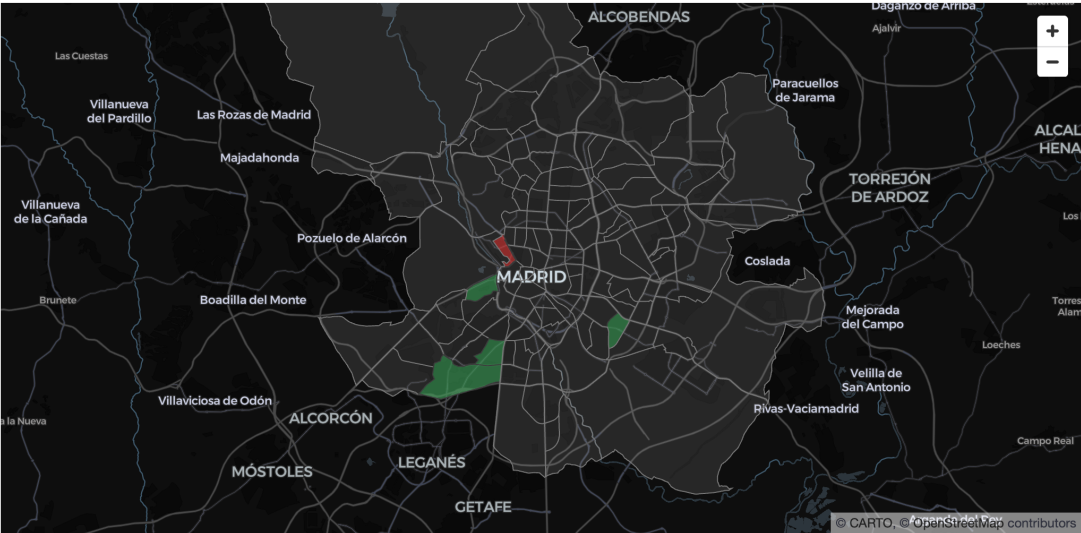 ALCOBENDAS
Daganzo de Arriba
Ajalvir
+
−
Las Cuestas
Paracuellos
de Jarama
Villanueva
del Pardillo
Las Rozas de Madrid
ALCAL
HENA
Majadahonda
TORREJÓN
DE ARDOZ
Villanueva
de la Cañada
Los
Pozuelo de Alarcón
Coslada
MADRID
Brunete
Boadilla del Monte
Torres
Alam
Mejorada
del Campo
Loeches
Velilla de
San Antonio
Villaviciosa de Odón
Rivas-Vaciamadrid
ALCORCÓN
a la Nueva
Campo Real
LEGANÉS
MÓSTOLES
GETAFE
© CARTO, © OpenStreetMap contributors